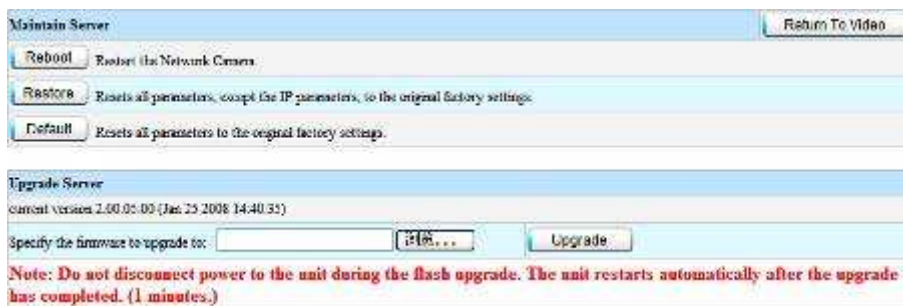 Maintain Server
Return To Video
Reboot Restart the Network Camera
Restore Resets all parameters, except the IP parameters, to the original factory settings.
Default Resets all parameters to the original factory settings.
Upgrade Server
current version 2.00.05.00 (Jan 25 2008 14:40:35)
Specify the firmware to upgrade to: 浏览... Upgrade
Note: Do not disconnect power to the unit during the flash upgrade. The unit restarts automatically after the upgrade
has completed. (1 minutes.)